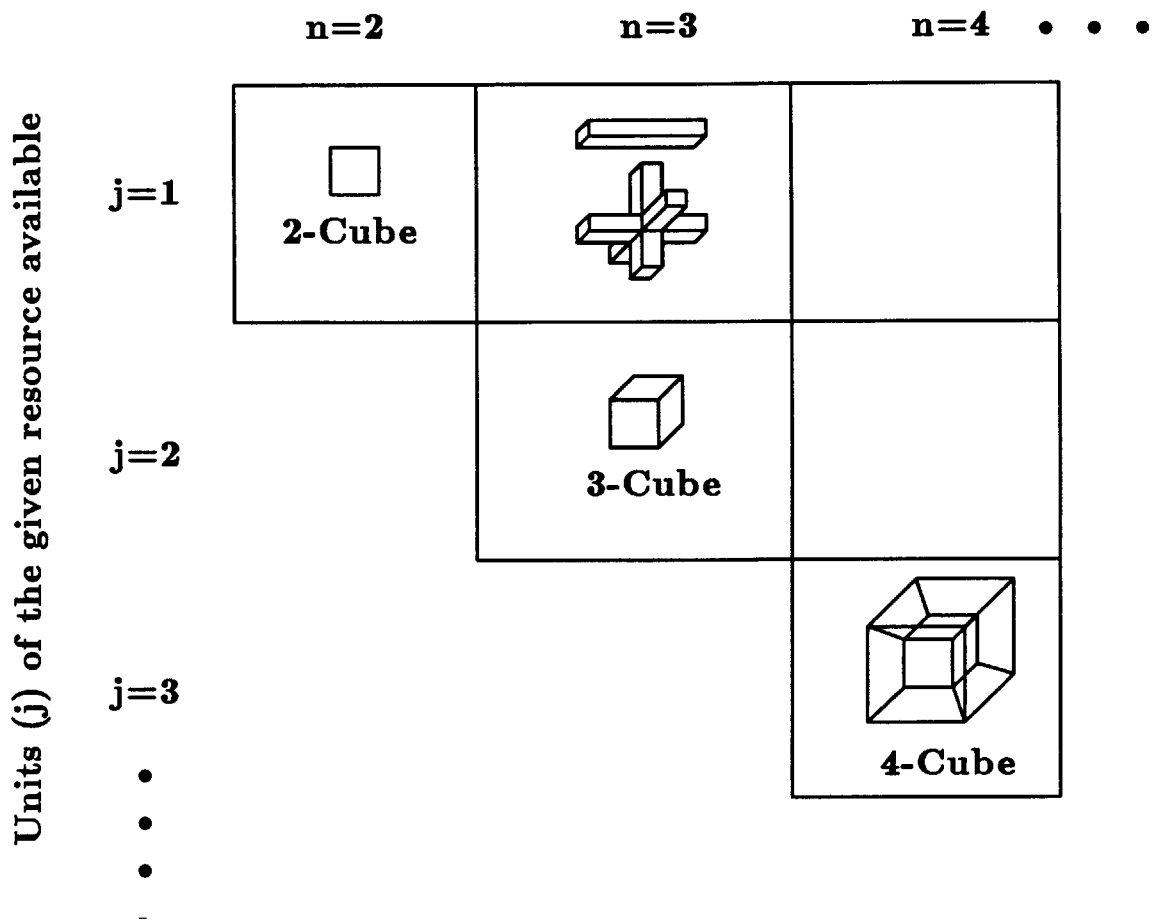 n=2 n=3 n=4 • • •
Units (j) of the given resource available
j=1
2-Cube
j=2
3-Cube
j=3
4-Cube